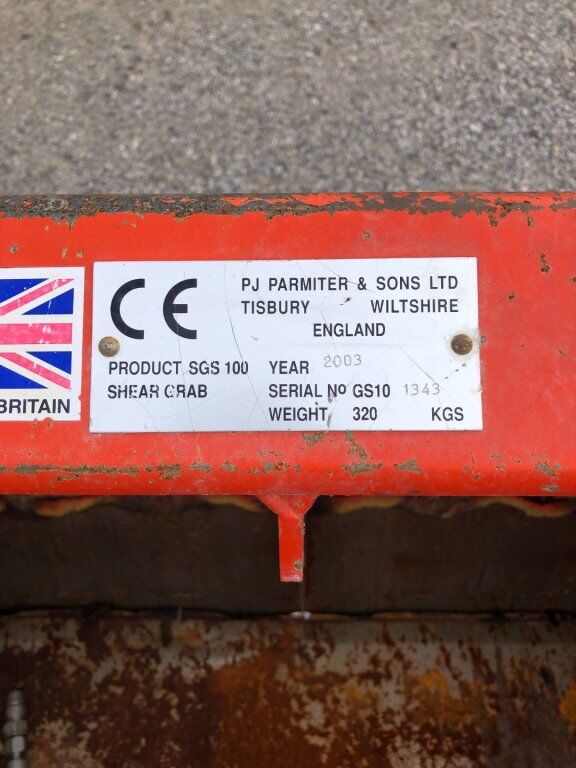 CE
PJ PARMITER & SONS LTD
TISBURY WILTSHIRE
ENGLAND
PRODUCT SGS 100 YEAR 2003
SHEAR GRAB SERIAL Nº GS10 1343
WEIGHT 320 KGS
BRITAIN